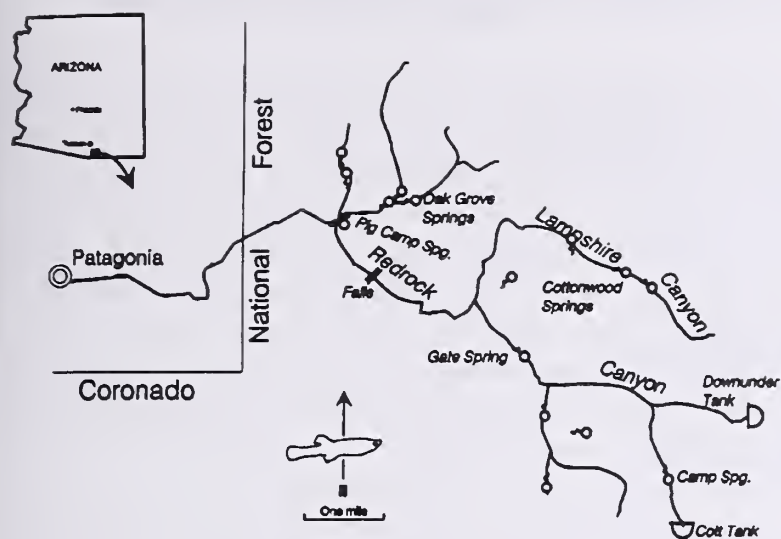 ARIZONA
Patagonia
Coronado
National
Forest
Oak Grove
Springs
Pig Camp Spg.
Redrock
Falls
Lampshire
Canyon
Cottonwood
Springs
Gate Spring
Canyon
Downunder
Tank
Camp Spg.
Cott Tank
One mile